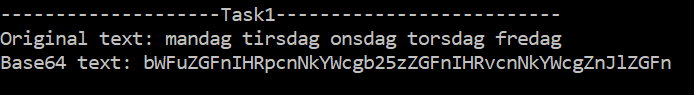 --------------------Task1--------------------------
Original text: mandag tirsdag onsdag torsdag fredag
Base64 text: bWFuZGFnIHRpcnNkYWcgb25zZGFnIHRvcnNkYWcgZnJlZGFn